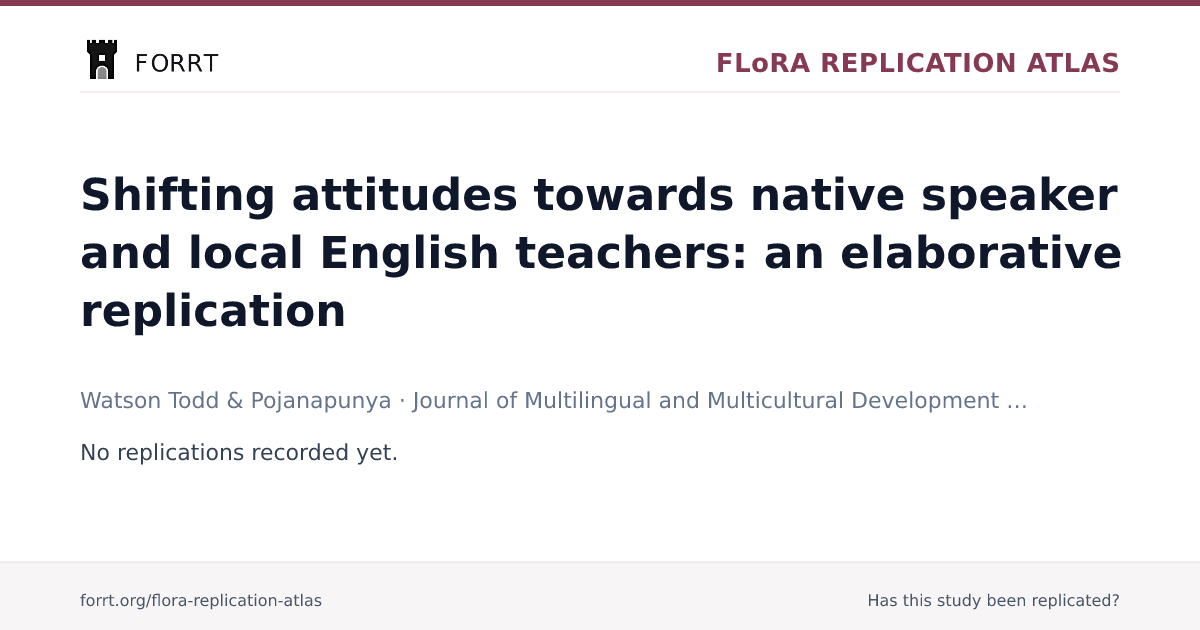 FORRT
FLoRA REPLICATION ATLAS
Shifting attitudes towards native speaker
and local English teachers: an elaborative
replication
Watson Todd & Pojanapunya · Journal of Multilingual and Multicultural Development …
No replications recorded yet.
forrt.org/flora-replication-atlas
Has this study been replicated?